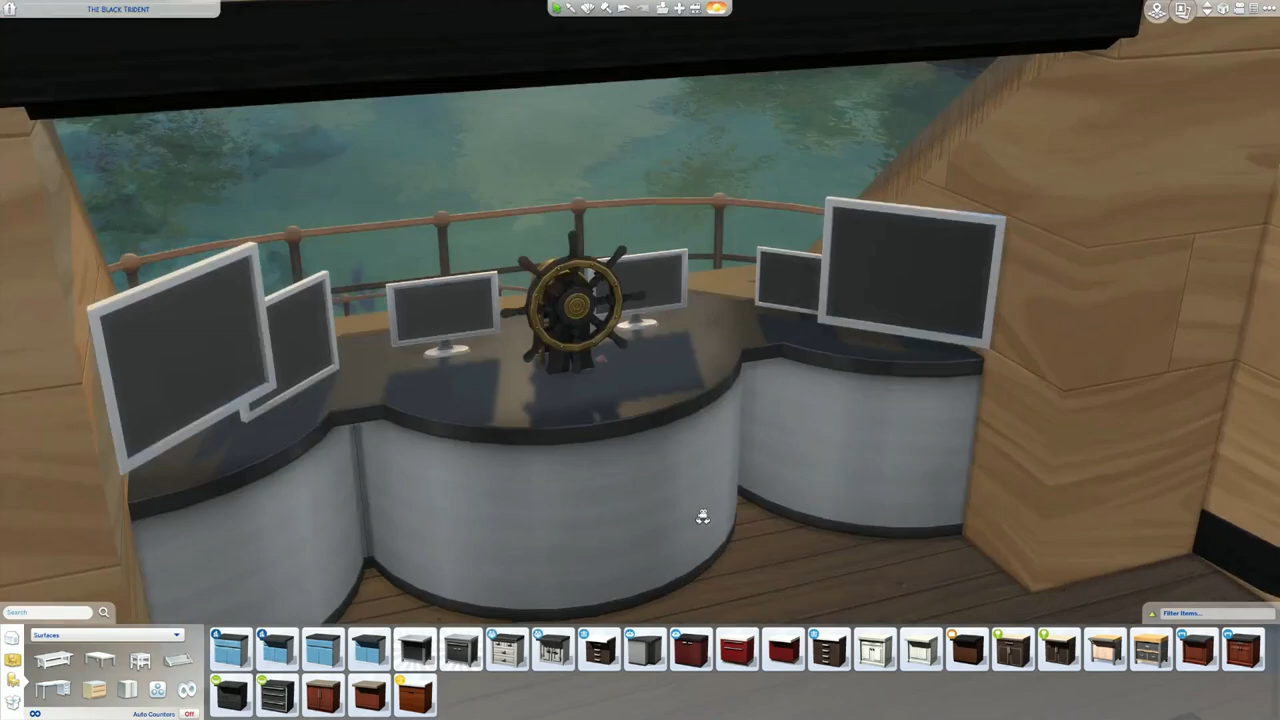 THE BLACK TRIDENT
Search
Filter Items...
Surfaces
Auto Counters
Off